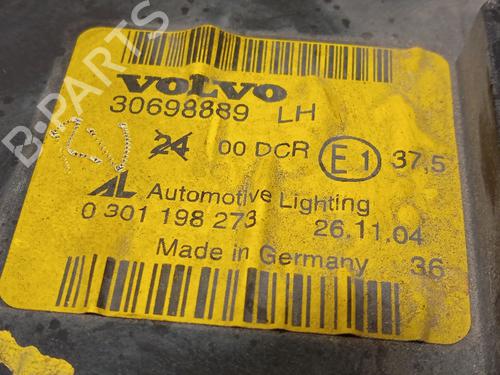 VOLVO
30698889 LH
24 00 DCR E1 37,5
AL Automotive Lighting
0 301 198 273 26.11.04
Made in Germany 36
B-PARTS